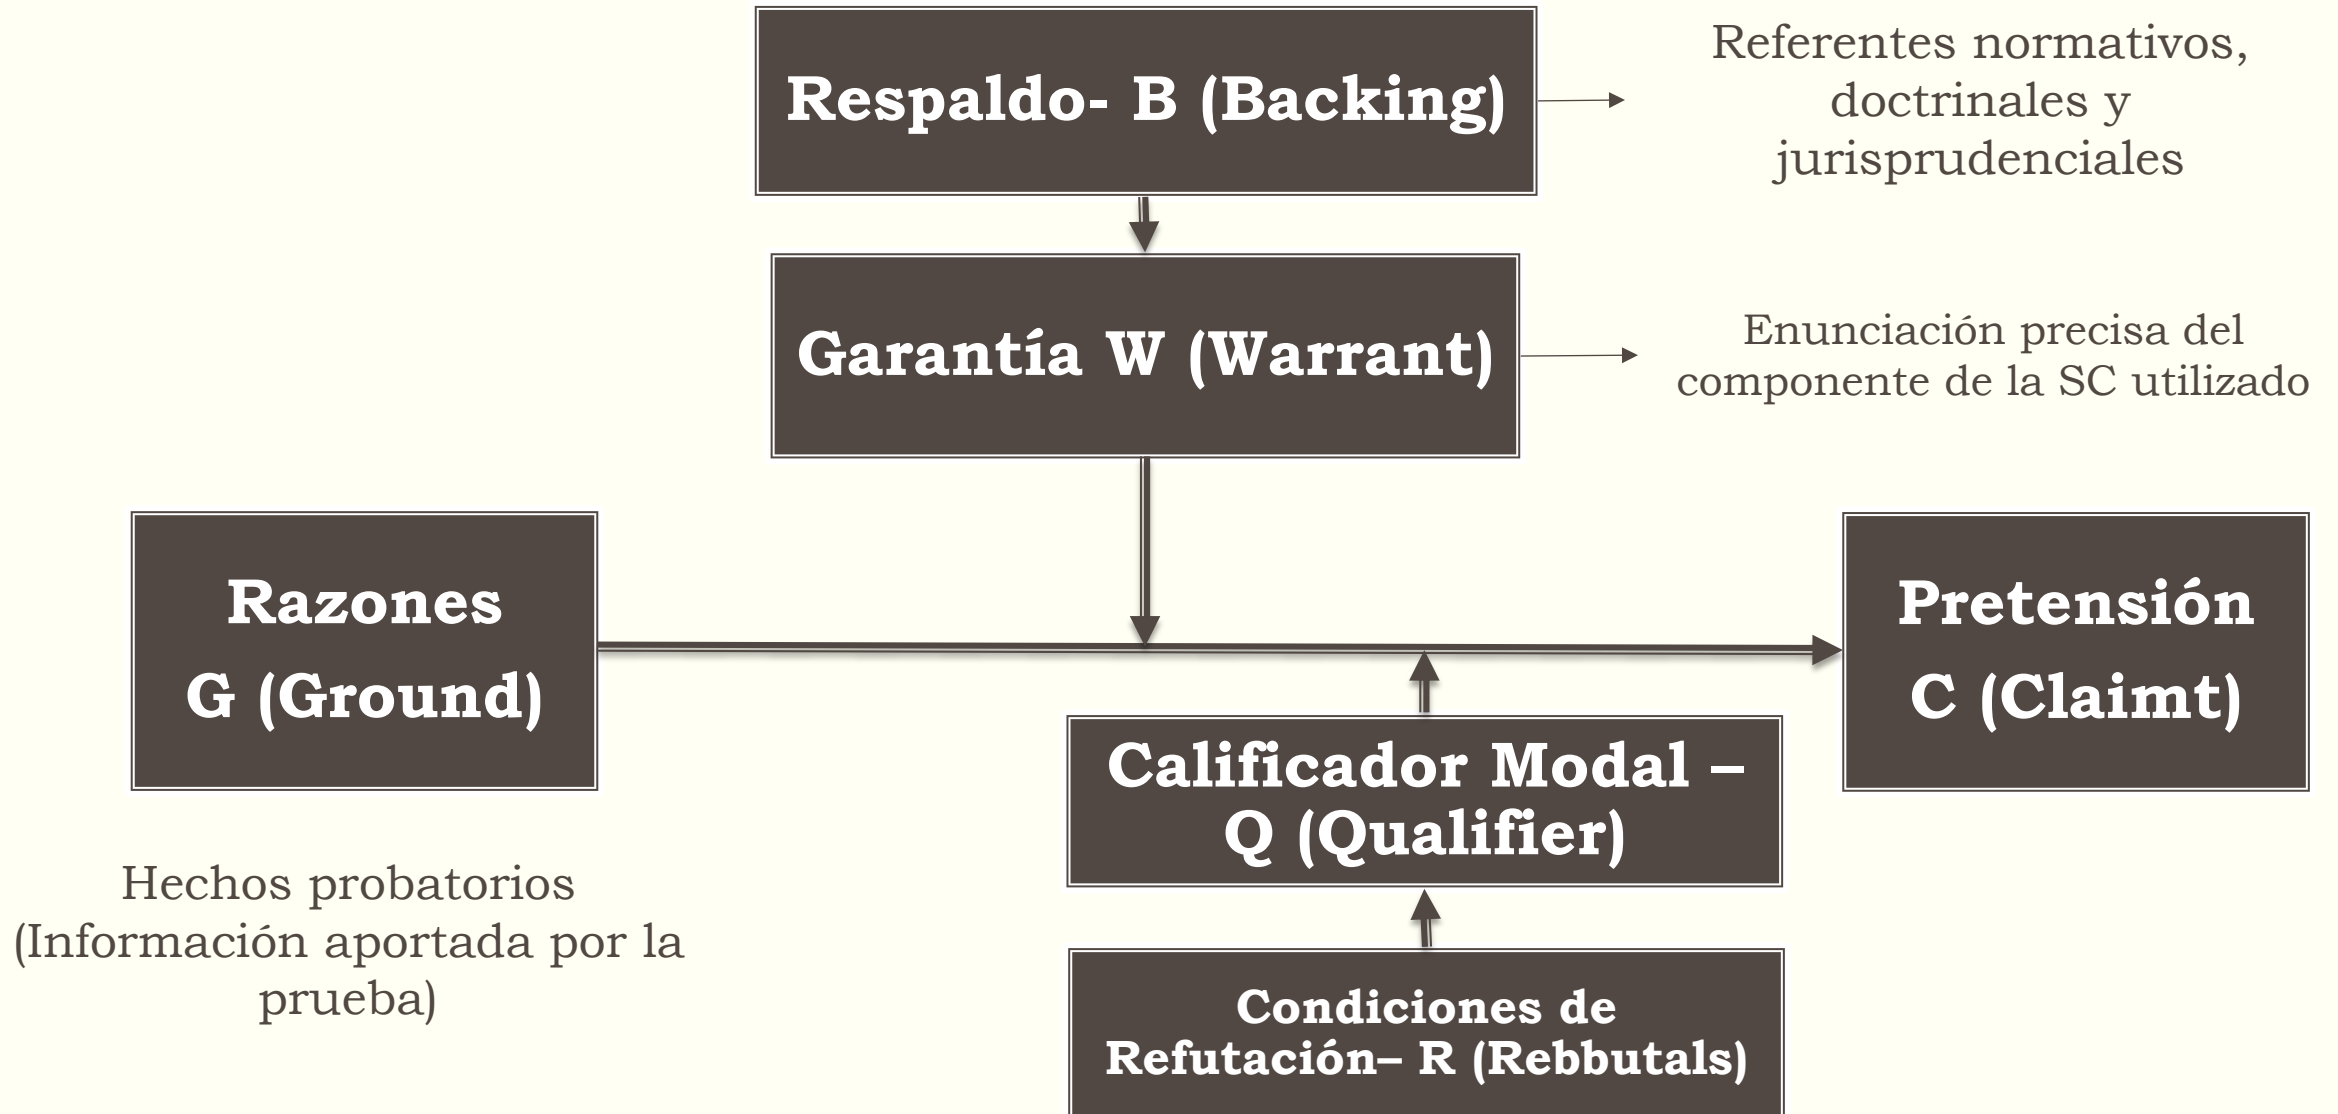 Respaldo- B (Backing)
Referentes normativos,
doctrinales y
jurisprudenciales
Garantía W (Warrant)
Enunciación precisa del
componente de la SC utilizado
Razones
G (Ground)
Pretensión
C (Claimt)
Calificador Modal –
Q (Qualifier)
Hechos probatorios
(Información aportada por la
prueba)
Condiciones de
Refutación– R (Rebbutals)